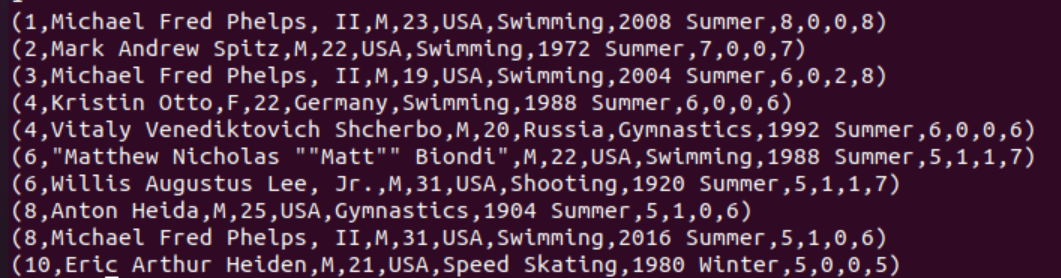 (1,Michael Fred Phelps, II,M,23,USA,Swimming,2008 Summer,8,0,0,8)
(2,Mark Andrew Spitz,M,22,USA,Swimming,1972 Summer,7,0,0,7)
(3,Michael Fred Phelps, II,M,19,USA,Swimming,2004 Summer,6,0,2,8)
(4,Kristin Otto,F,22,Germany,Swimming,1988 Summer,6,0,0,6)
(4,Vitaly Venediktovich Shcherbo,M,20,Russia,Gymnastics,1992 Summer,6,0,0,6)
(6,"Matthew Nicholas ""Matt"" Biondi",M,22,USA,Swimming,1988 Summer,5,1,1,7)
(6,Willis Augustus Lee, Jr.,M,31,USA,Shooting,1920 Summer,5,1,1,7)
(8,Anton Heida,M,25,USA,Gymnastics,1904 Summer,5,1,0,6)
(8,Michael Fred Phelps, II,M,31,USA,Swimming,2016 Summer,5,1,0,6)
(10,Eric Arthur Heiden,M,21,USA,Speed Skating,1980 Winter,5,0,0,5)